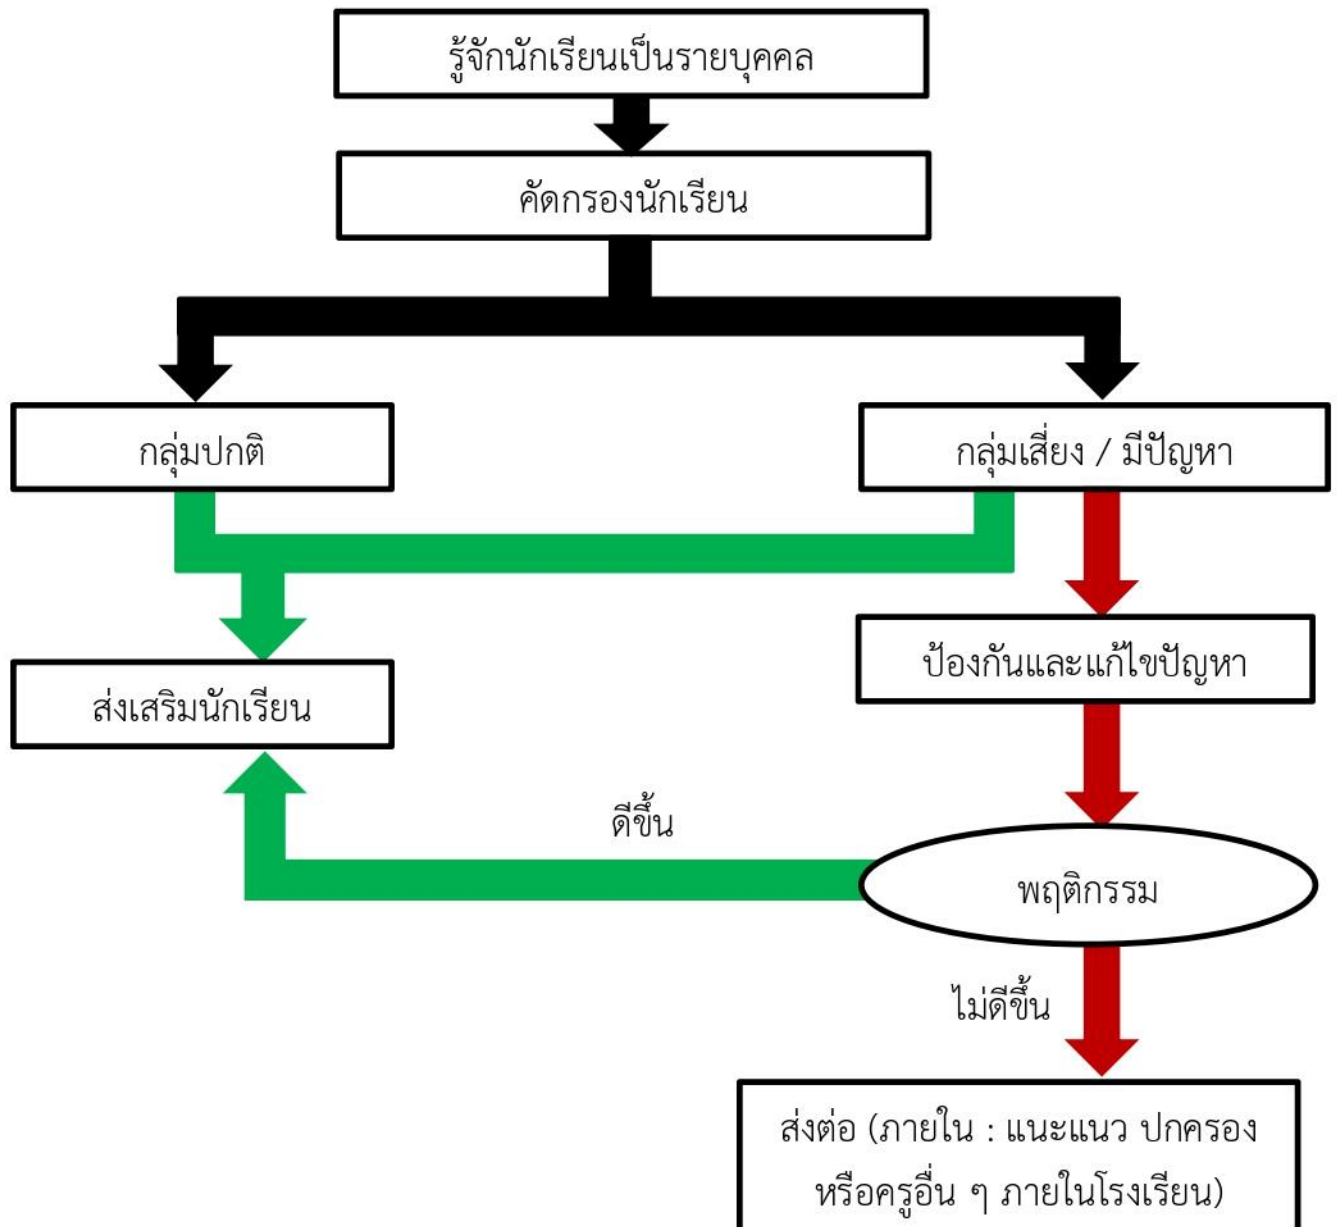 รู้จักนักเรียนเป็นรายบุคคล
คัดกรองนักเรียน
กลุ่มปกติ
กลุ่มเสี่ยง / มีปัญหา
ป้องกันและแก้ไขปัญหา
ส่งเสริมนักเรียน
ดีขึ้น
พฤติกรรม
ไม่ดีขึ้น
ส่งต่อ (ภายใน : แนะแนว ปกครอง
หรือครูอื่น ๆ ภายในโรงเรียน)